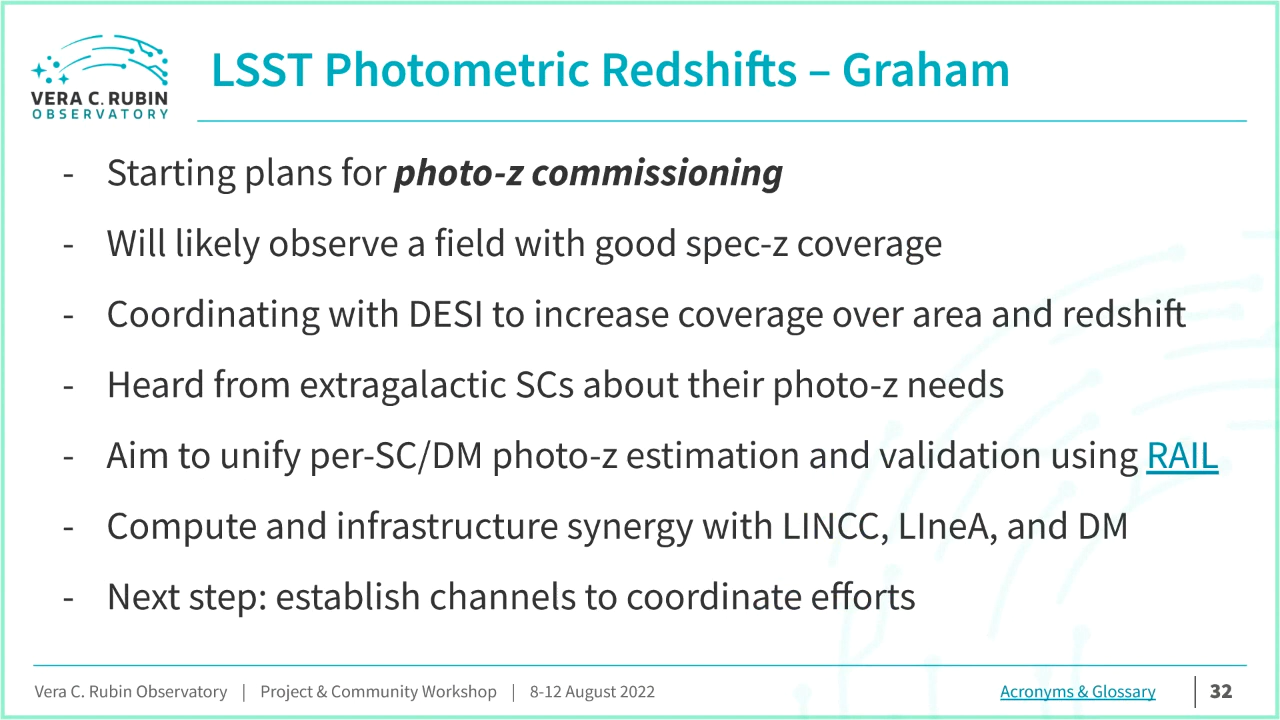 VERA C. RUBIN
OBSERVATORY
LSST Photometric Redshifts – Graham
- Starting plans for photo-z commissioning
- Will likely observe a field with good spec-z coverage
- Coordinating with DESI to increase coverage over area and redshift
- Heard from extragalactic SCs about their photo-z needs
- Aim to unify per-SC/DM photo-z estimation and validation using RAIL
- Compute and infrastructure synergy with LINCC, LIneA, and DM
- Next step: establish channels to coordinate efforts
Vera C. Rubin Observatory | Project & Community Workshop | 8-12 August 2022 Acronyms & Glossary | 32